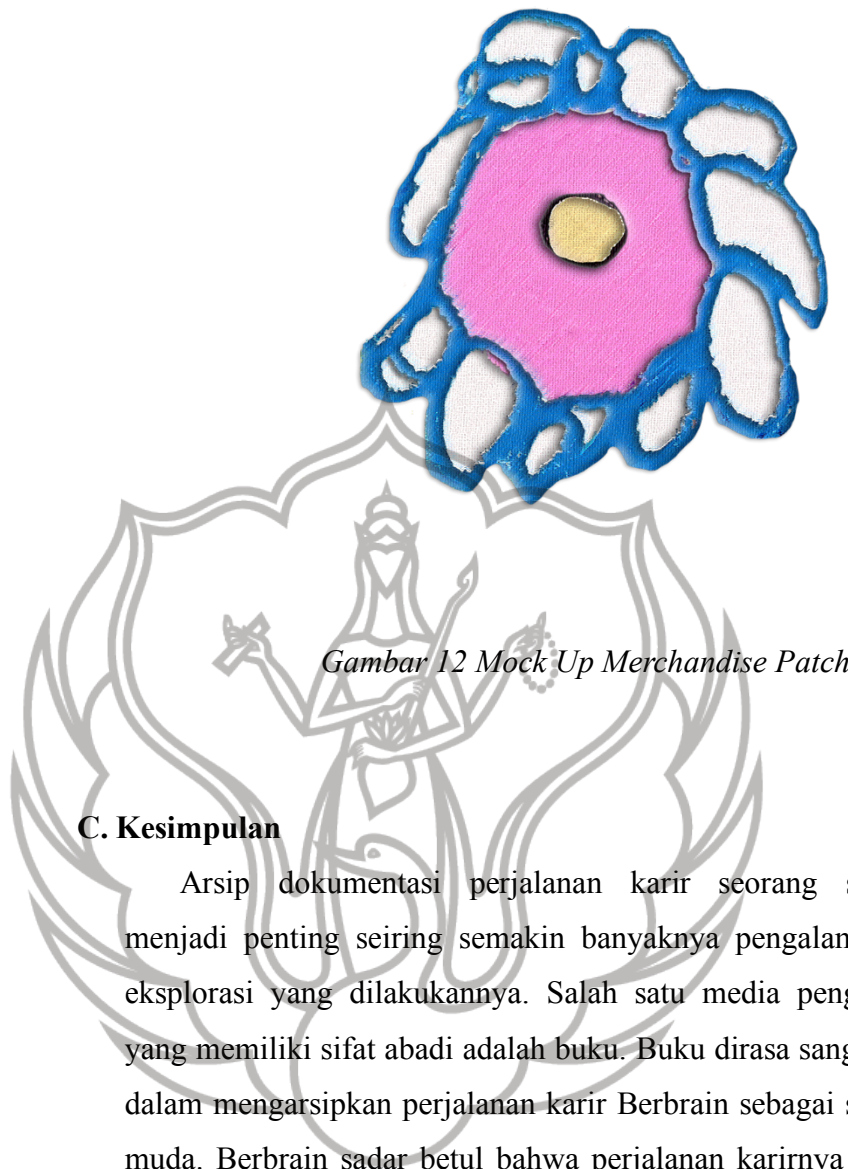 Gambar 12 Mock Up Merchandise Patch
C. Kesimpulan
Arsip dokumentasi perjalanan karir seorang
menjadi penting seiring semakin banyaknya
eksplorasi yang dilakukannya. Salah satu media
yang memiliki sifat abadi adalah buku. Buku dirasa
dalam mengarsipkan perjalanan karir Berbrain sebagai
muda. Berbrain sadar betul bahwa perjalanan karirnya